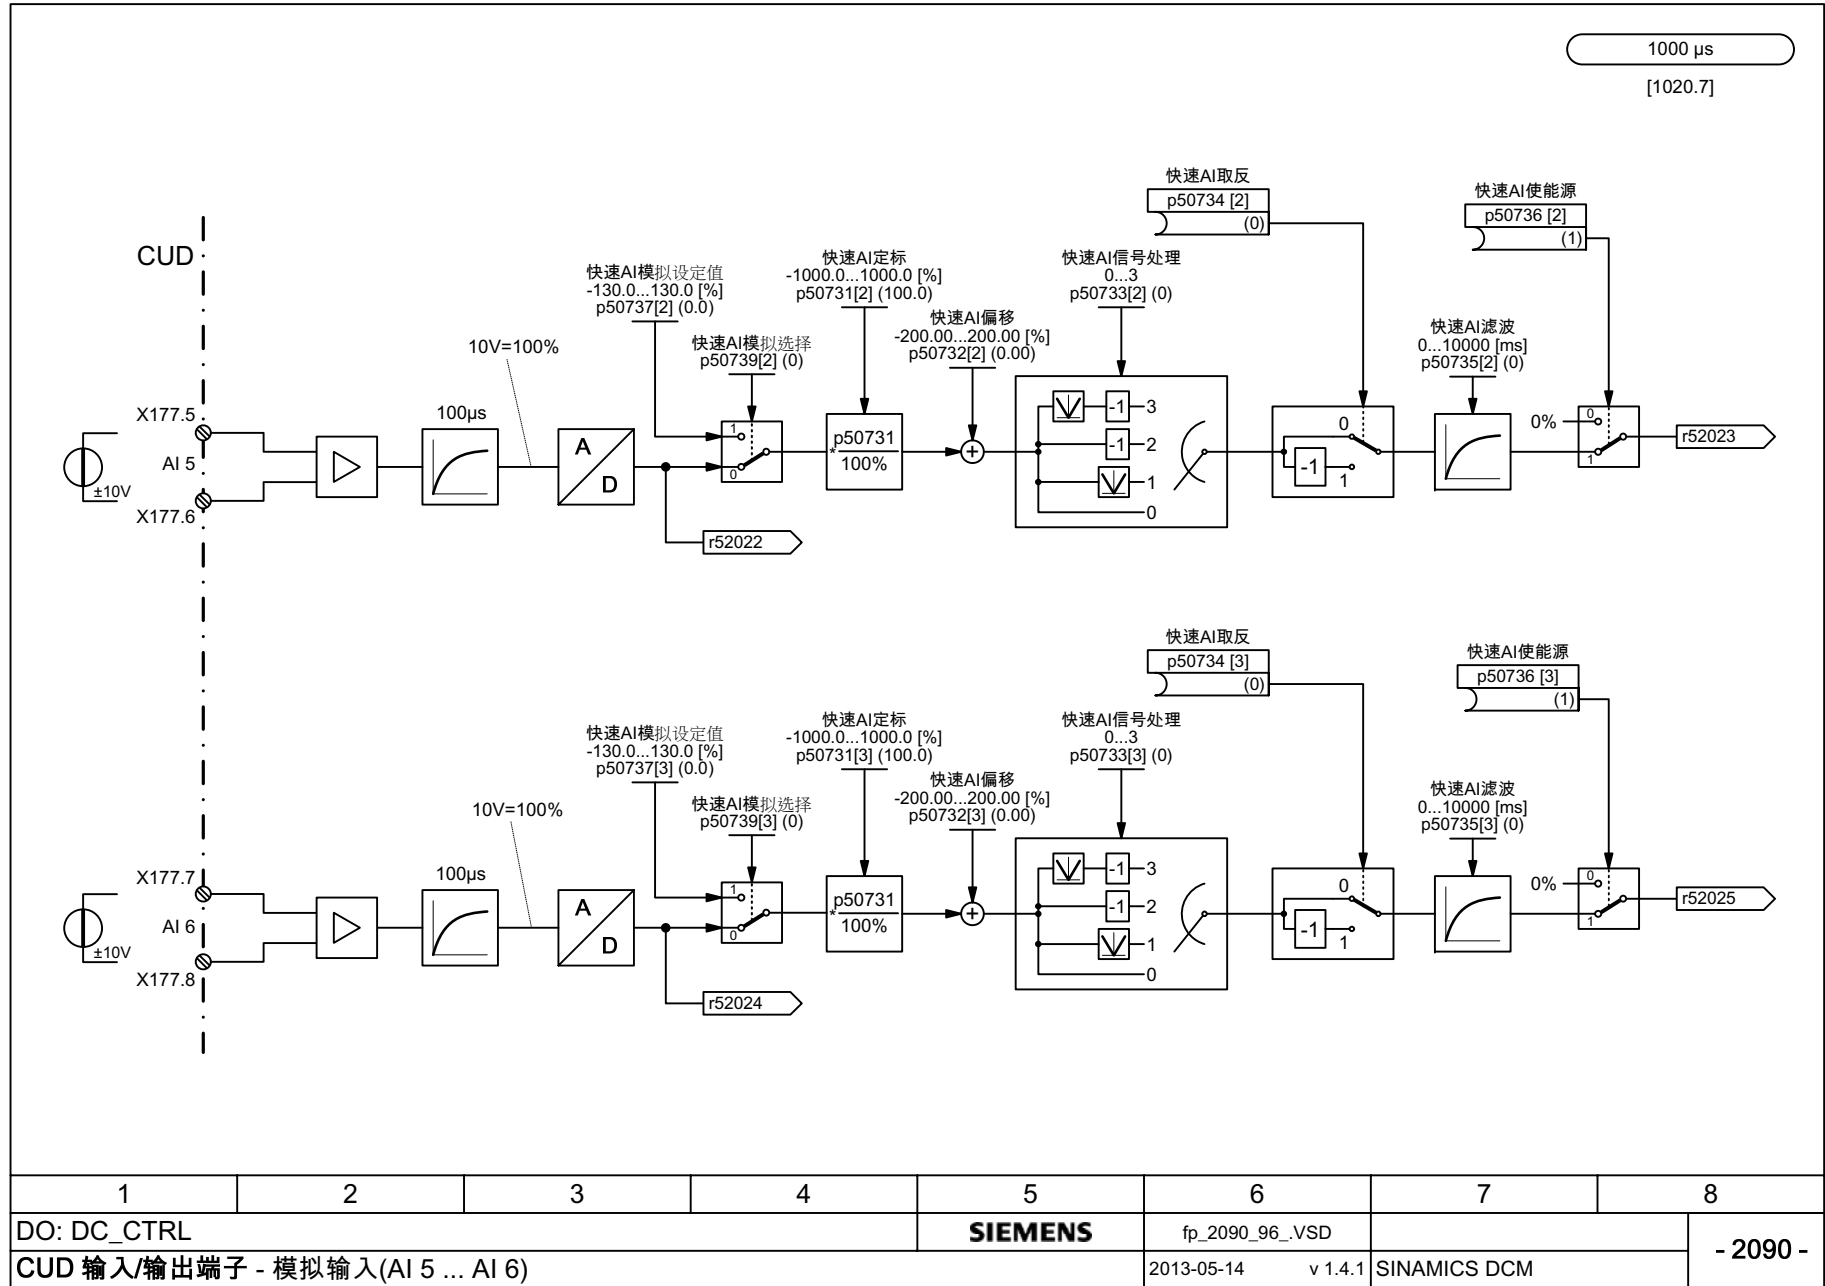 1000 µs
[1020.7]
CUD
快速AI取反
p50734 [2]
(0)
快速AI使能源
p50736 [2]
(1)
快速AI模拟设定值
-130.0...130.0 [%]
p50737[2] (0.0)
快速AI定标
-1000.0...1000.0 [%]
p50731[2] (100.0)
快速AI信号处理
0...3
p50733[2] (0)
快速AI偏移
-200.00...200.00 [%]
p50732[2] (0.00)
快速AI滤波
0...10000 [ms]
p50735[2] (0)
10V=100%
快速AI模拟选择
p50739[2] (0)
X177.5
AI 5
±10V
X177.6
100µs
A
D
1
0
*
p50731
100%
-1
3
-1
2
1
0
0
-1
1
0%
0
1
r52023
r52022
快速AI取反
p50734 [3]
(0)
快速AI使能源
p50736 [3]
(1)
快速AI模拟设定值
-130.0...130.0 [%]
p50737[3] (0.0)
快速AI定标
-1000.0...1000.0 [%]
p50731[3] (100.0)
快速AI信号处理
0...3
p50733[3] (0)
快速AI偏移
-200.00...200.00 [%]
p50732[3] (0.00)
快速AI滤波
0...10000 [ms]
p50735[3] (0)
10V=100%
快速AI模拟选择
p50739[3] (0)
X177.7
AI 6
±10V
X177.8
100µs
A
D
1
0
*
p50731
100%
-1
3
-1
2
1
0
0
-1
1
0%
0
1
r52025
r52024
1 2 3 4 5 6 7 8
DO: DC_CTRL
SIEMENS
fp_2090_96_.VSD
- 2090 -
CUD 输入/输出端子 - 模拟输入(AI 5 ... AI 6)
2013-05-14 v 1.4.1
SINAMICS DCM